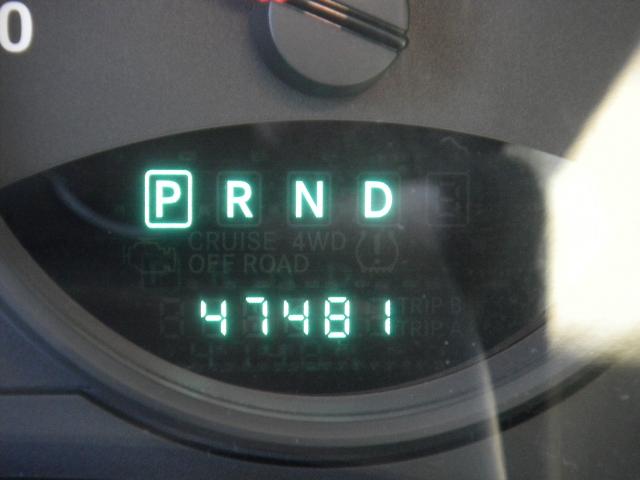 0
P R N D
CRUISE 4WD
OFF ROAD
47481
TRIP B
TRIP A